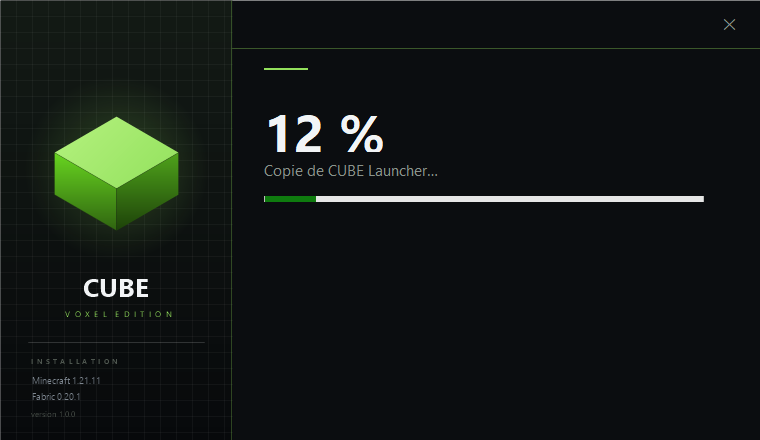 CUBE
VOXEL EDITION
INSTALLATION
Minecraft 1.21.11
Fabric 0.20.1
version 1.0.0
12 %
Copie de CUBE Launcher...